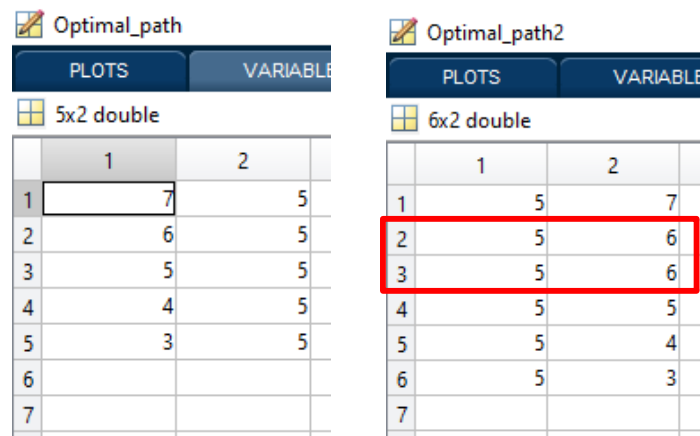 Optimal_path
PLOTS VARIABLE
5x2 double
1 2
1 7 5
2 6 5
3 5 5
4 4 5
5 3 5
6
7
Optimal_path2
PLOTS VARIABLE
6x2 double
1 2
1 5 7
2 5 6
3 5 6
4 5 5
5 5 4
6 5 3
7